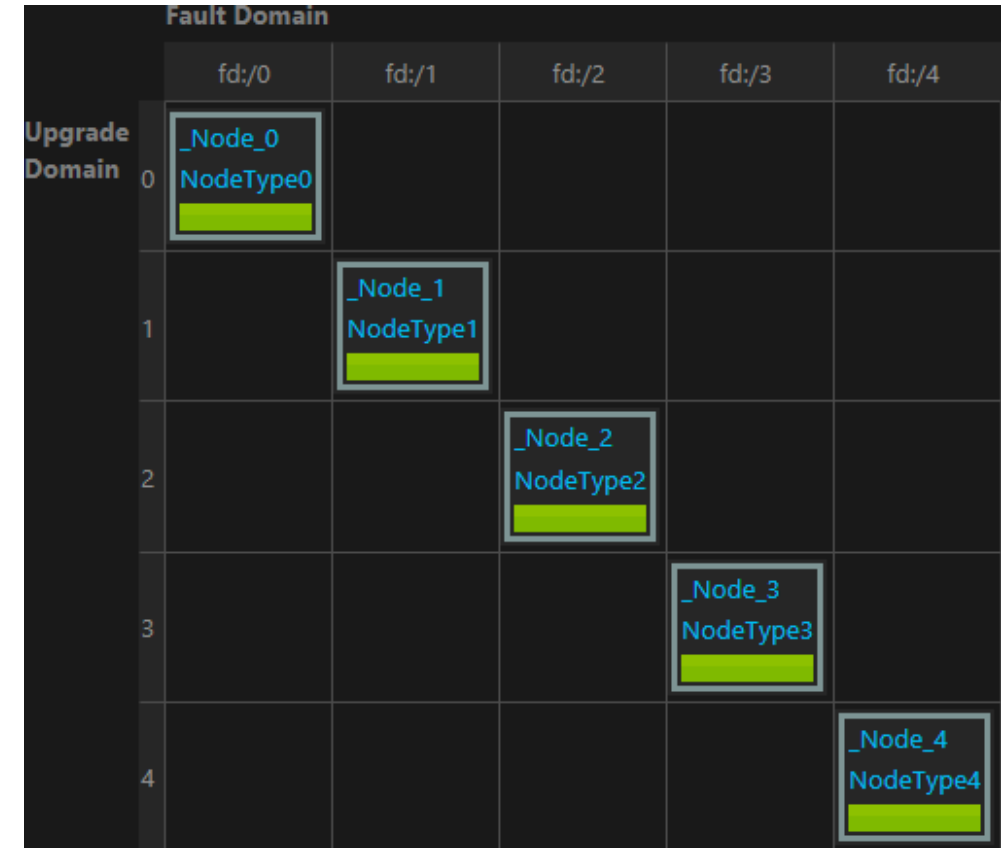 Fault Domain
fd:/0 fd:/1 fd:/2 fd:/3 fd:/4
Upgrade
Domain
0
_Node_0
NodeType0
1
_Node_1
NodeType1
2
_Node_2
NodeType2
3
_Node_3
NodeType3
4
_Node_4
NodeType4